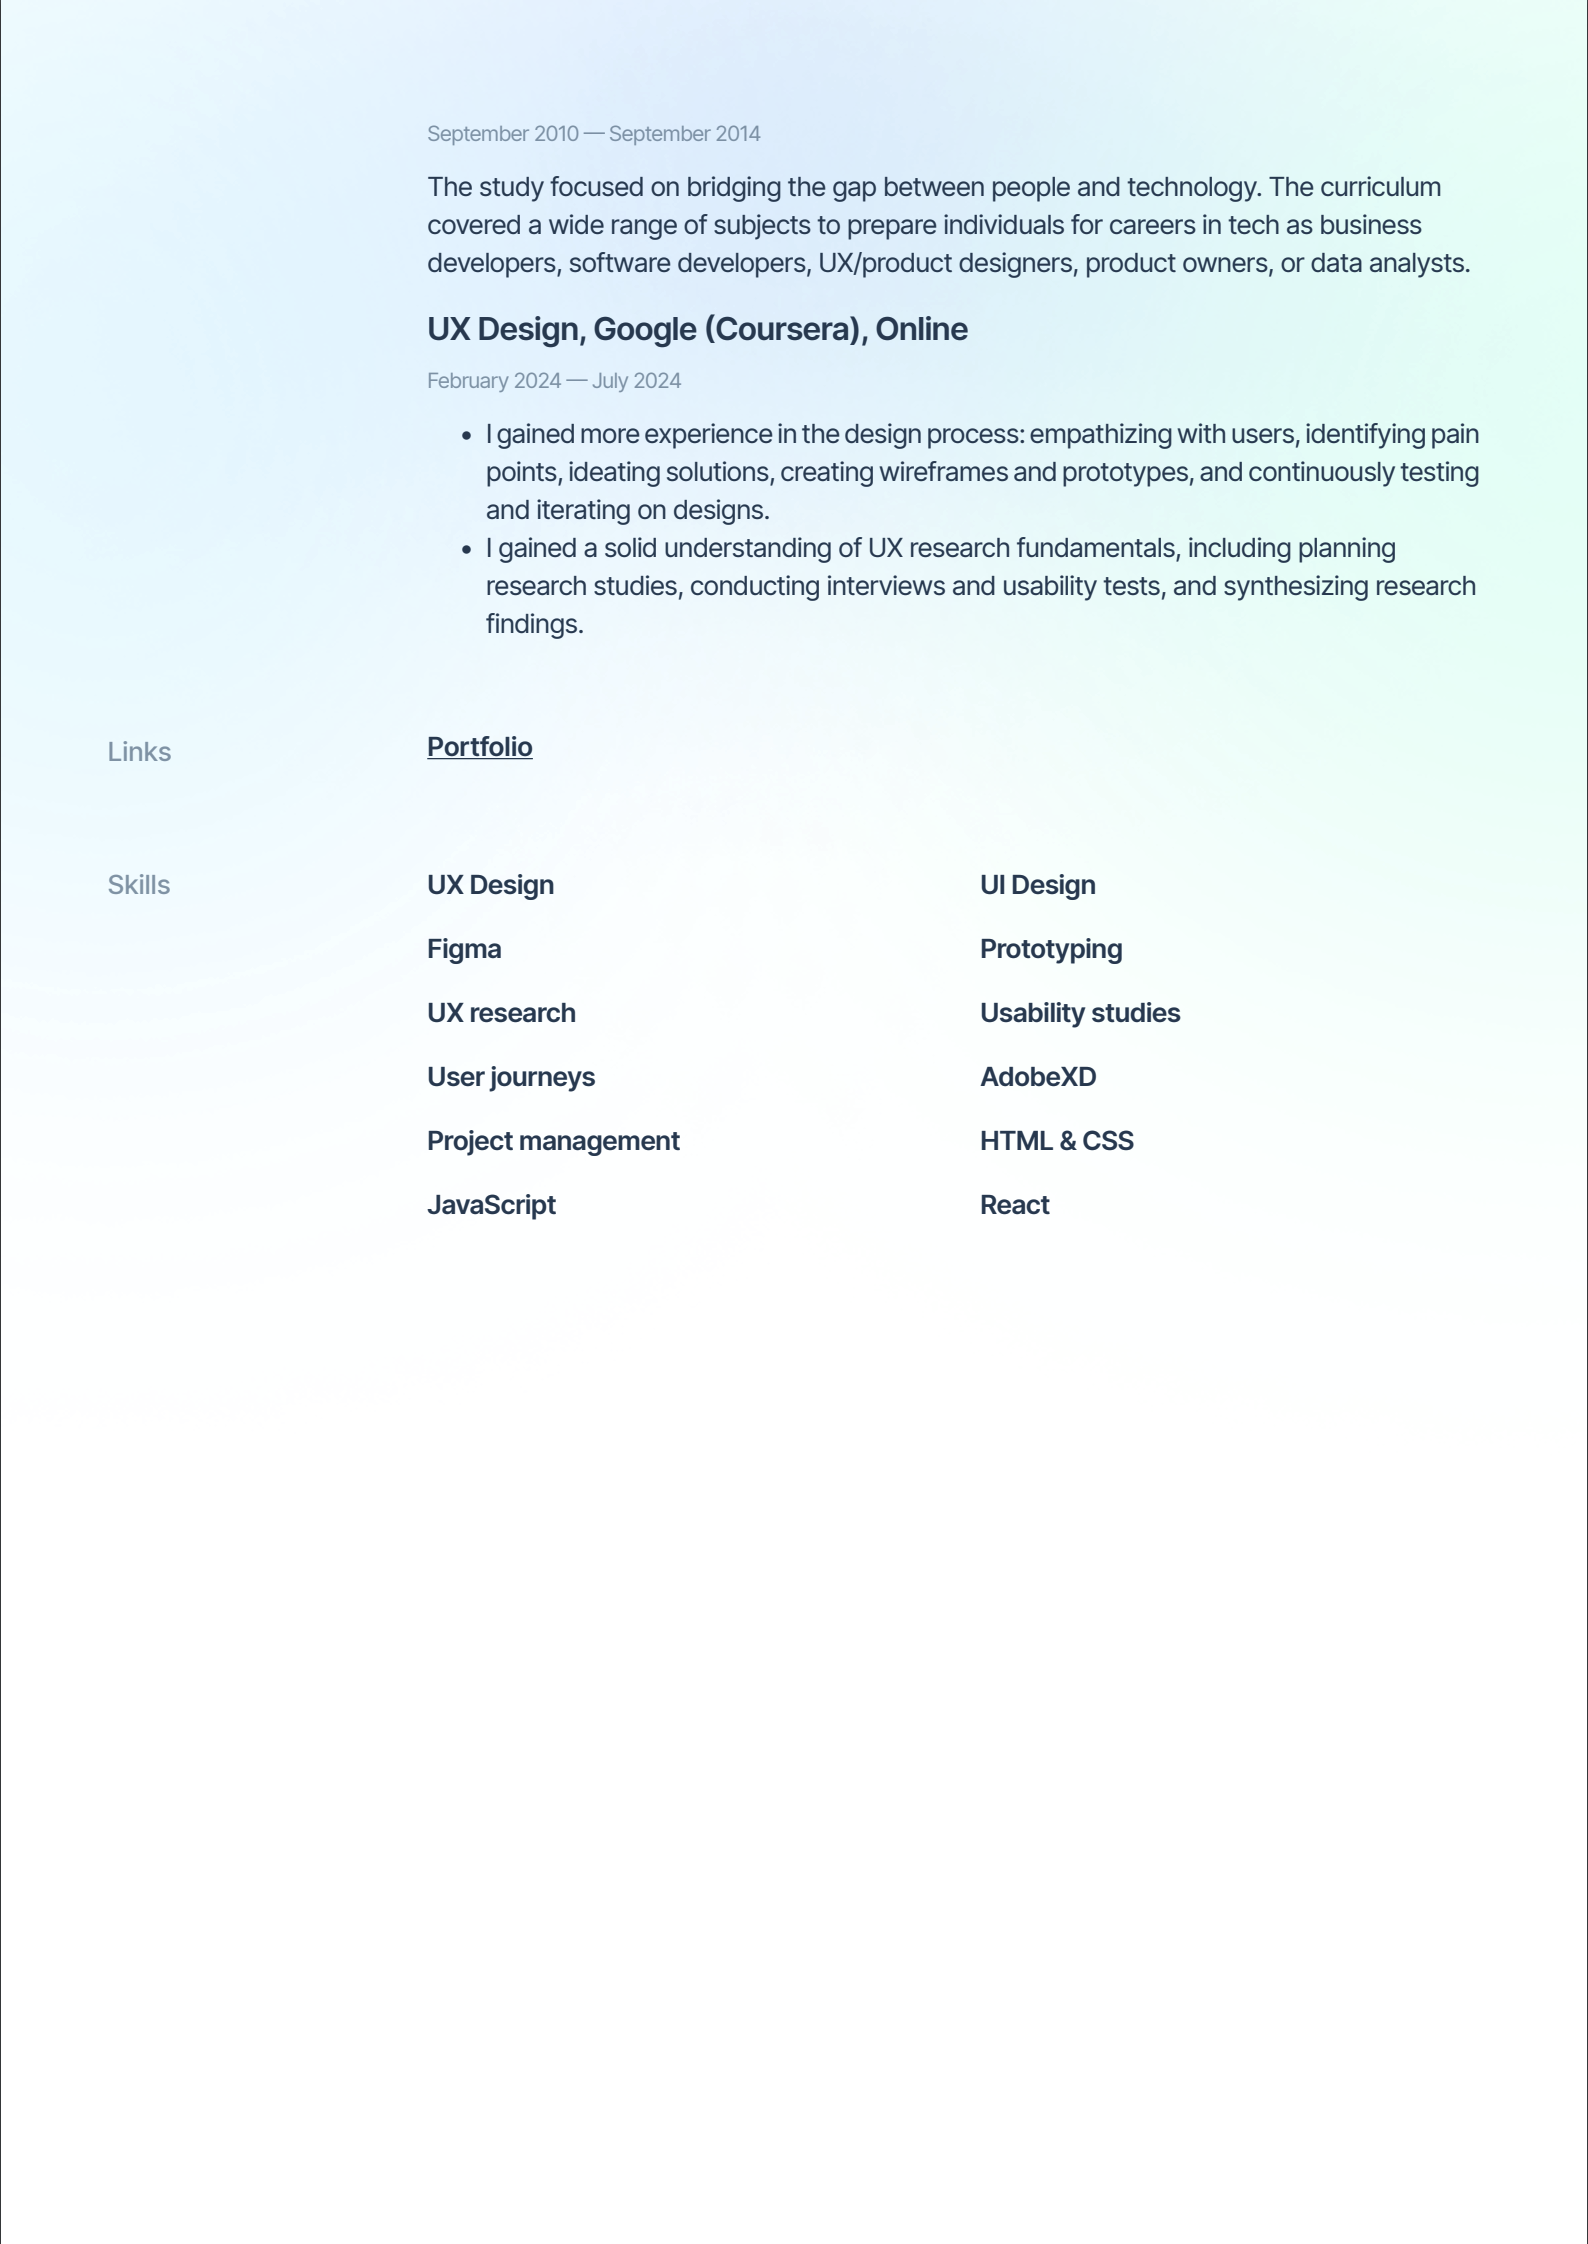 September 2010 — September 2014
The study focused on bridging the gap between people and technology. The curriculum
covered a wide range of subjects to prepare individuals for careers in tech as business
developers, software developers, UX/product designers, product owners, or data analysts.
UX Design, Google (Coursera), Online
February 2024 — July 2024
• I gained more experience in the design process: empathizing with users, identifying pain
points, ideating solutions, creating wireframes and prototypes, and continuously testing
and iterating on designs.
• I gained a solid understanding of UX research fundamentals, including planning
research studies, conducting interviews and usability tests, and synthesizing research
findings.
Links
Portfolio
Skills
UX Design
UI Design
Figma
Prototyping
UX research
Usability studies
User journeys
AdobeXD
Project management
HTML & CSS
JavaScript
React